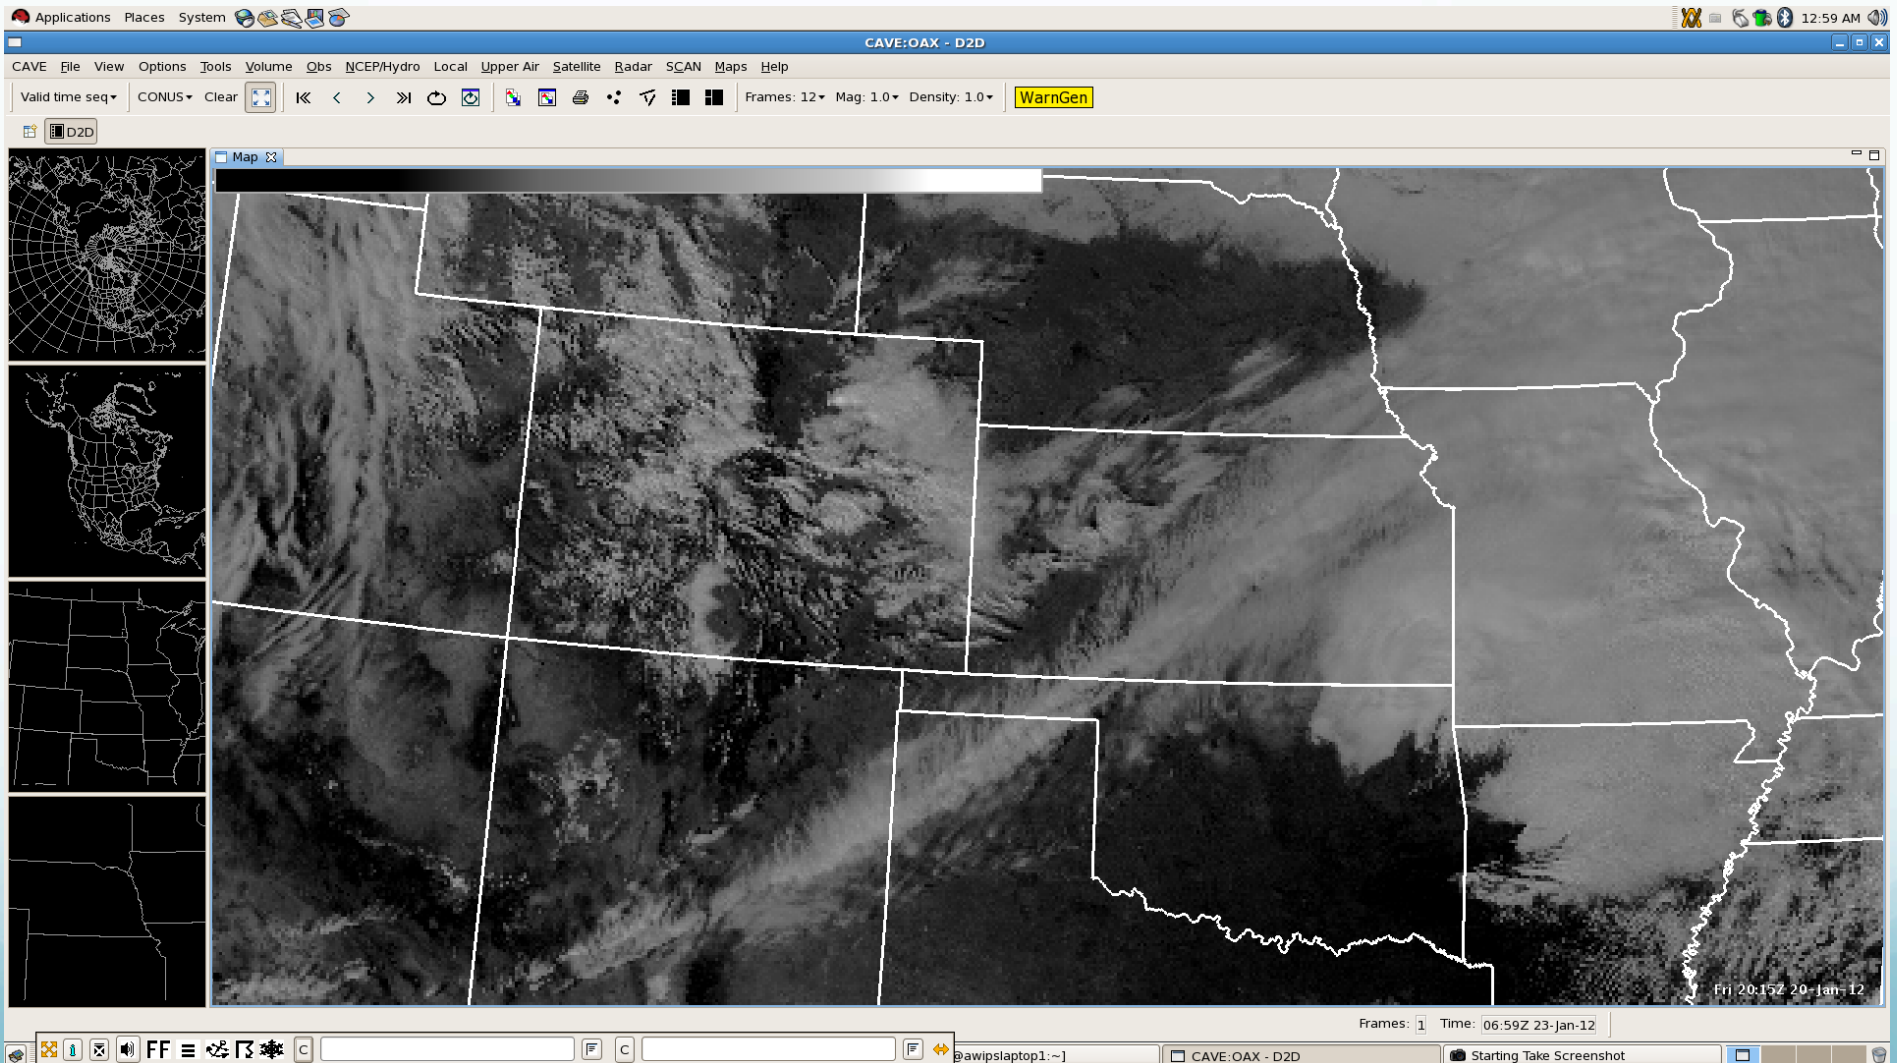 Applications Places System 12:59 AM
CAVE:OAX - D2D
CAVE File View Options Tools Volume Obs NCEP/Hydro Local Upper Air Satellite Radar SCAN Maps Help
Valid time seq CONUS Clear Frames: 12 Mag: 1.0 Density: 1.0 WarnGen
D2D
Map
Fri 20:15Z 20-Jan-12
Frames: 1 Time: 06:59Z 23-Jan-12
FF C C @awipslaptop1:~] CAVE:OAX - D2D Starting Take Screenshot